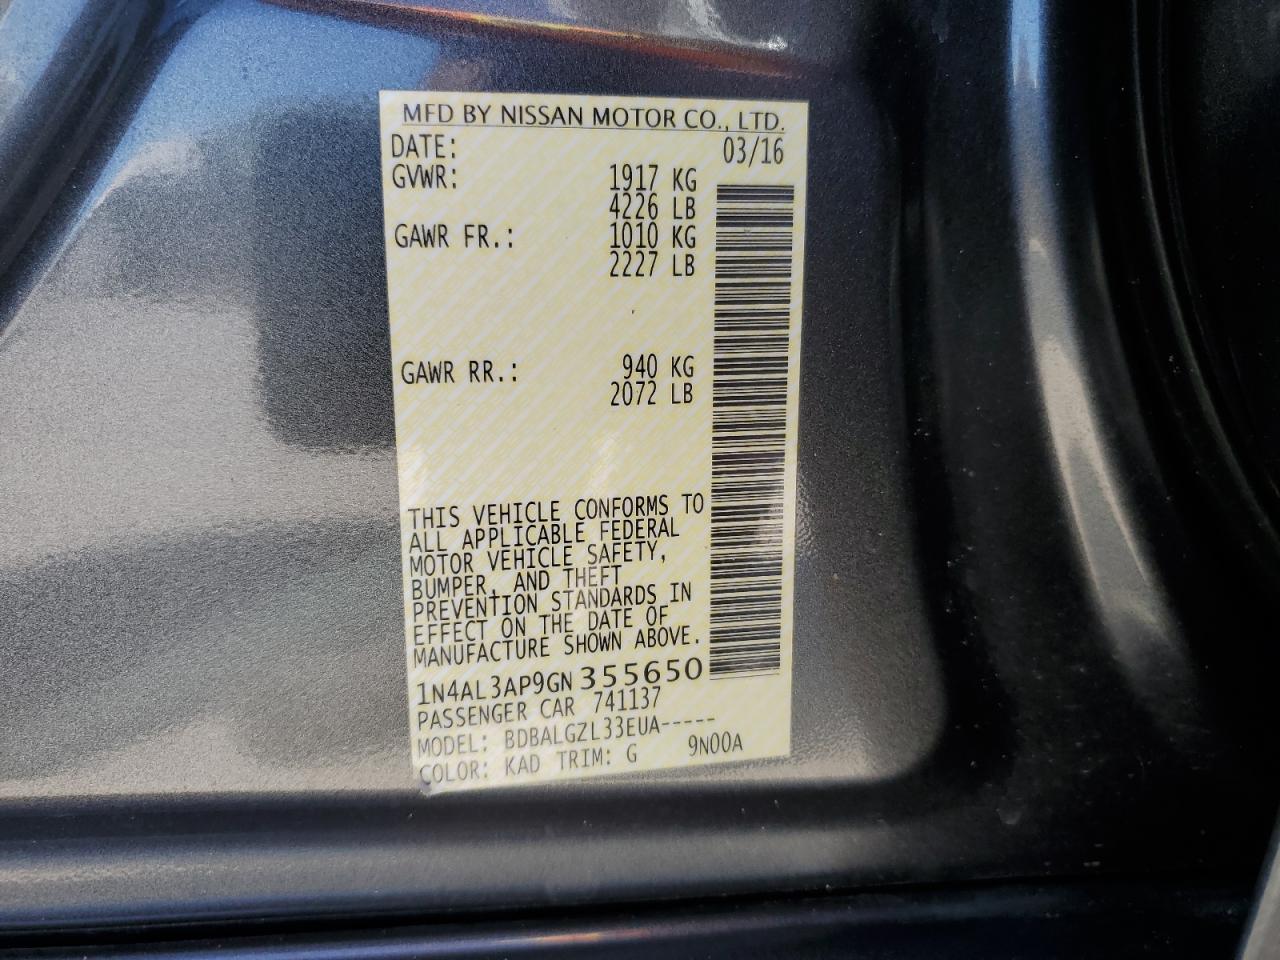 MFD BY NISSAN MOTOR CO., LTD.
DATE: 03/16
GVWR: 1917 KG
4226 LB
GAWR FR.: 1010 KG
2227 LB
GAWR RR.: 940 KG
2072 LB
THIS VEHICLE CONFORMS TO
ALL APPLICABLE FEDERAL
MOTOR VEHICLE SAFETY,
BUMPER, AND THEFT
PREVENTION STANDARDS IN
EFFECT ON THE DATE OF
MANUFACTURE SHOWN ABOVE.
1N4AL3AP9GN355650
PASSENGER CAR 741137
MODEL: BDBALGZL33EUA-----
COLOR: KAD TRIM: G 9N00A